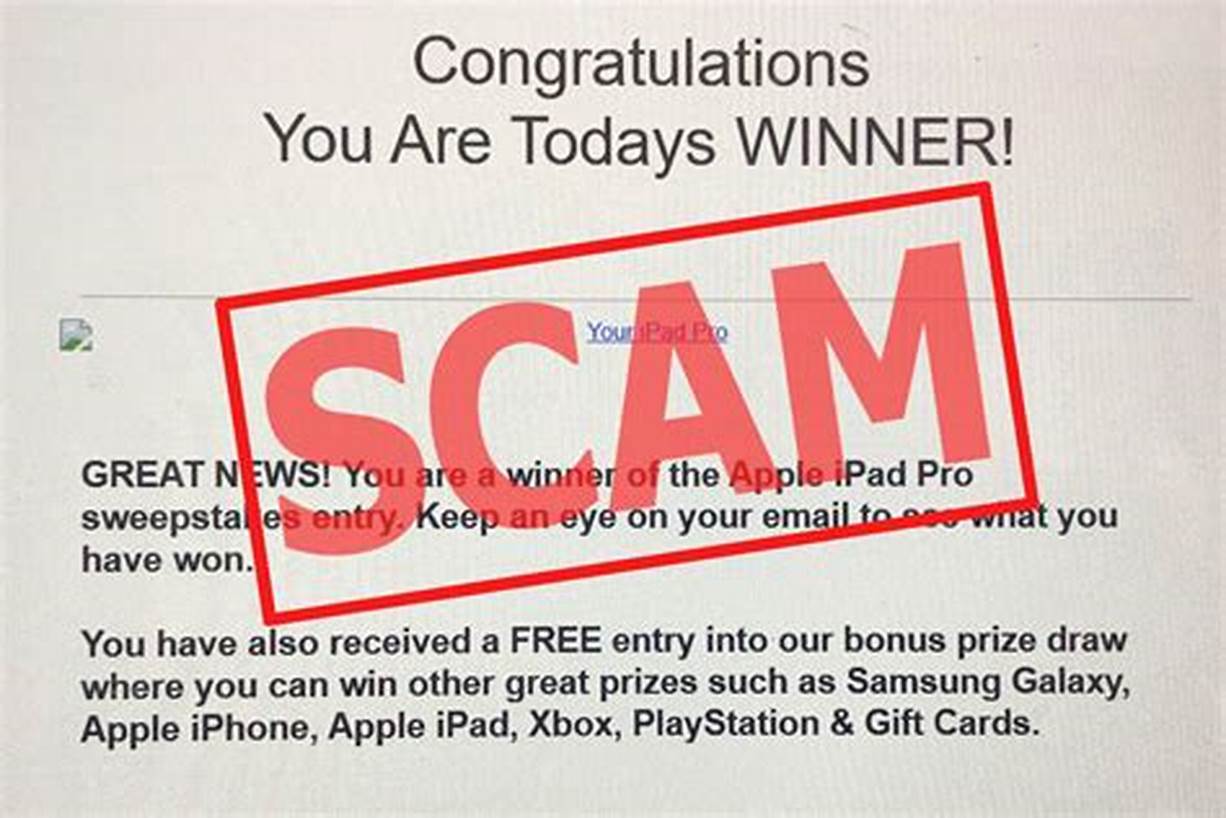 Congratulations
You Are Todays WINNER!
SCAM
Your iPad Pro
GREAT NEWS! You are a winner of the Apple iPad Pro
sweepstakes entry. Keep an eye on your email to see what you
have won.
You have also received a FREE entry into our bonus prize draw
where you can win other great prizes such as Samsung Galaxy,
Apple iPhone, Apple iPad, Xbox, PlayStation & Gift Cards.